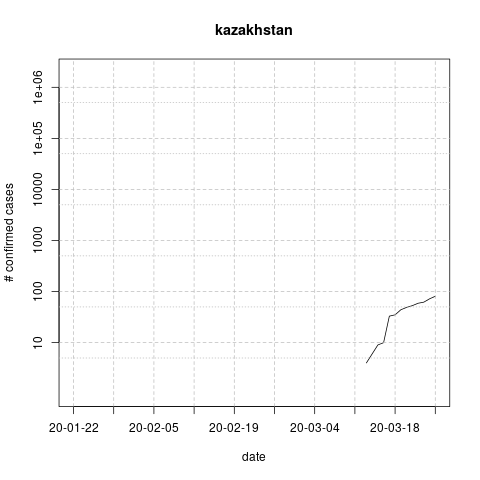 kazakhstan
# confirmed cases
1e+06
1e+05
10000
1000
100
10
20-01-22
20-02-05
20-02-19
20-03-04
20-03-18
date